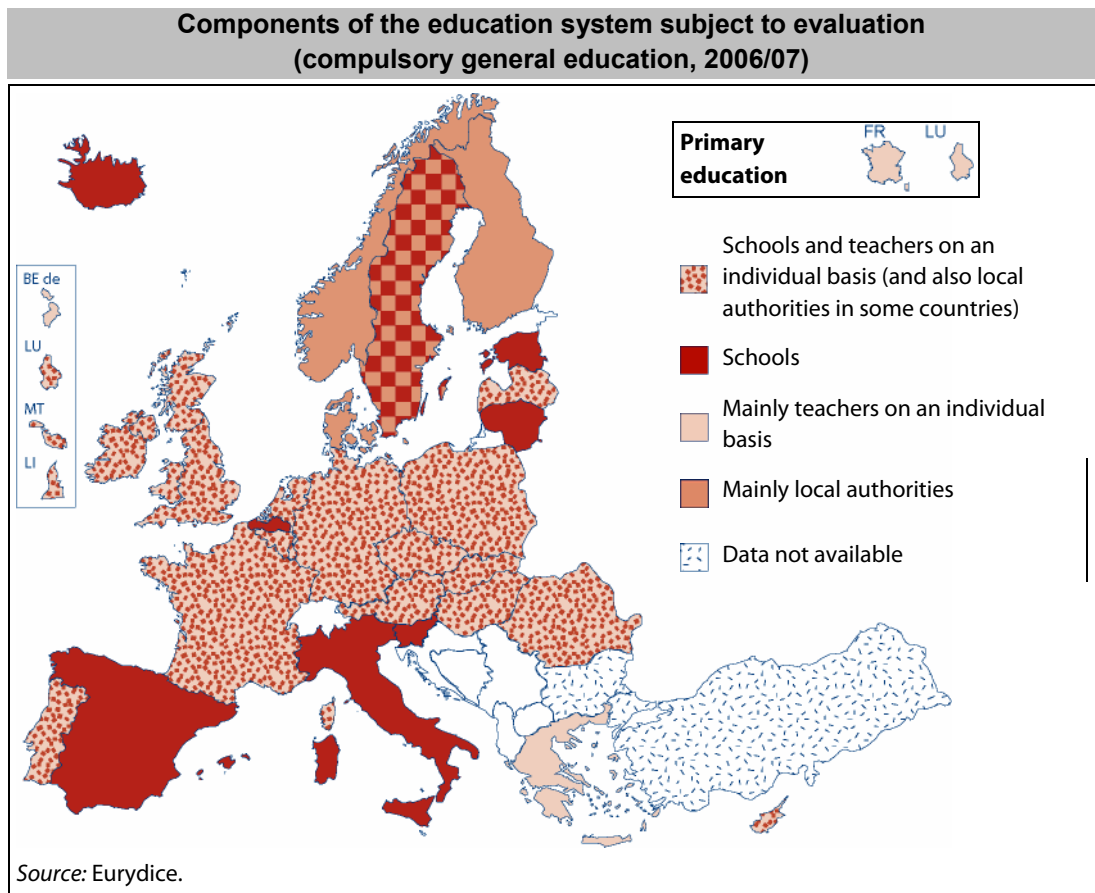 Components of the education system subject to evaluation
(compulsory general education, 2006/07)
Primary
education
FR
LU
Schools and teachers on an
individual basis (and also local
authorities in some countries)
Schools
Mainly teachers on an individual
basis
Mainly local authorities
Data not available
BE de
LU
MT
LI
Source: Eurydice.